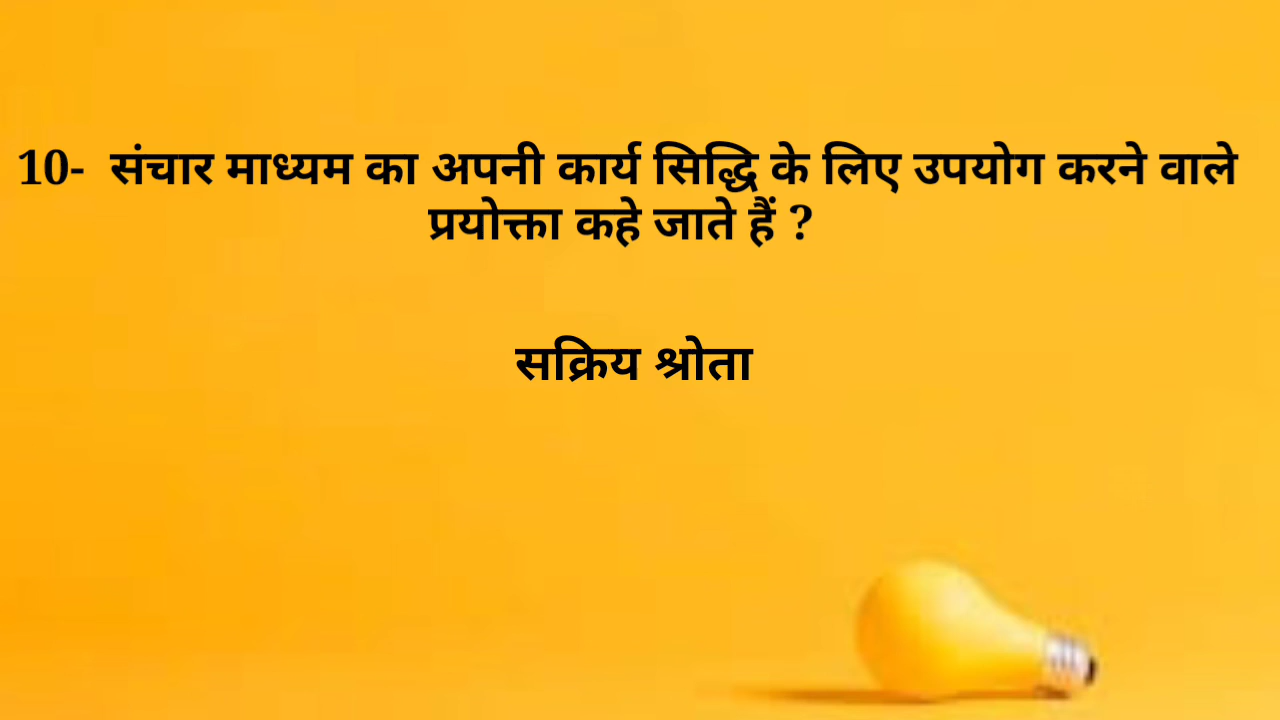 10-  संचार माध्यम का अपनी कार्य सिद्धि के लिए उपयोग करने वाले
प्रयोक्ता कहे जाते हैं ?
सक्रिय श्रोता